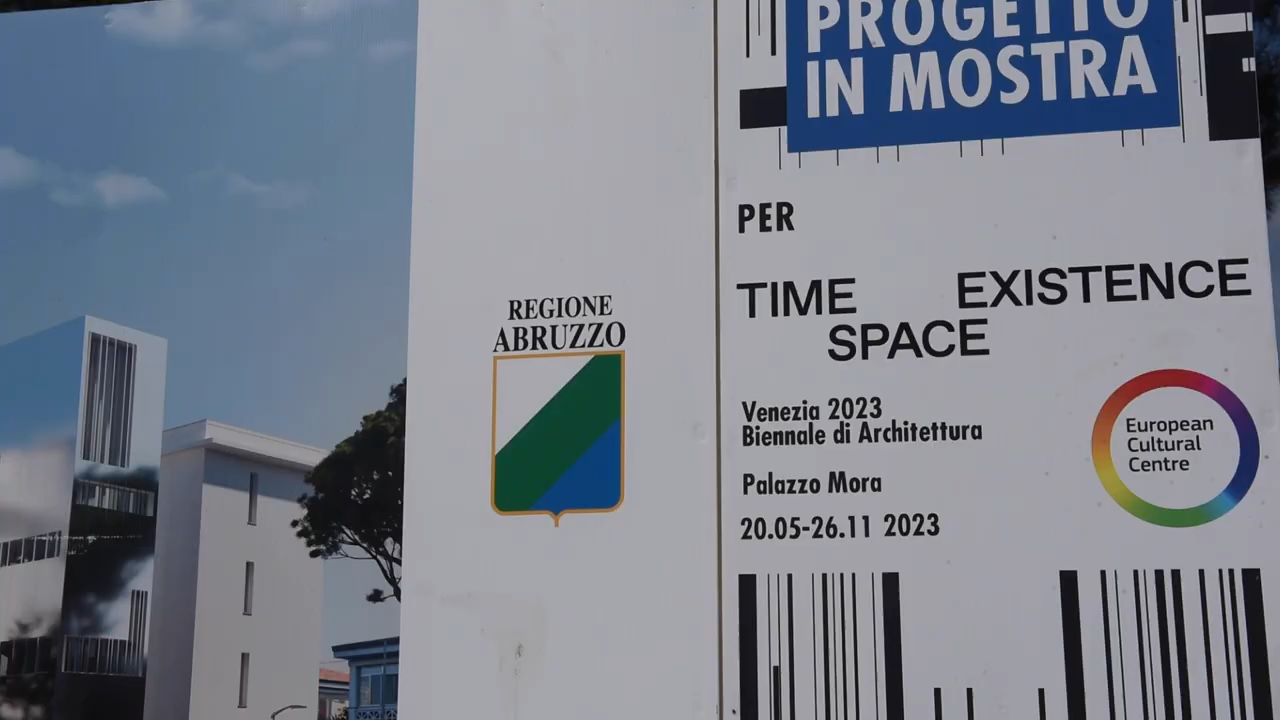 PROGETTO
IN MOSTRA
PER
TIME EXISTENCE
SPACE
REGIONE
ABRUZZO
Venezia 2023
Biennale di Architettura
Palazzo Mora
20.05-26.11 2023
European
Cultural
Centre